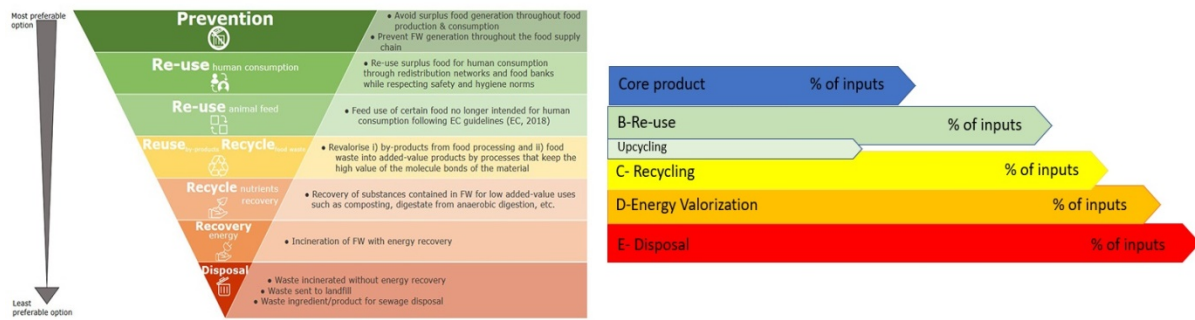 Most preferable
option
Prevention
● Avoid surplus food generation throughout food
production & consumption
● Prevent FW generation throughout the food supply
chain
Re-use human consumption
● Re-use surplus food for human consumption
through redistribution networks and food banks
while respecting safety and hygiene norms
Re-use animal feed
● Feed use of certain food no longer intended for human
consumption following EC guidelines (EC, 2018)
Reuse by-products Recycle food waste
● Revalorise i) by-products from food processing and ii) food
waste into added-value products by processes that keep the
high value of the molecule bonds of the material
Recycle nutrients
recovery
● Recovery of substances contained in FW for low added-value uses
such as composting, digestate from anaerobic digestion, etc.
Recovery
energy
● Incineration of FW with energy recovery
Disposal
● Waste incinerated without energy recovery
● Waste sent to landfill
● Waste ingredient/product for sewage disposal
Least
preferable option
Core product % of inputs
B-Re-use % of inputs
Upcycling
C- Recycling % of inputs
D-Energy Valorization % of inputs
E- Disposal % of inputs